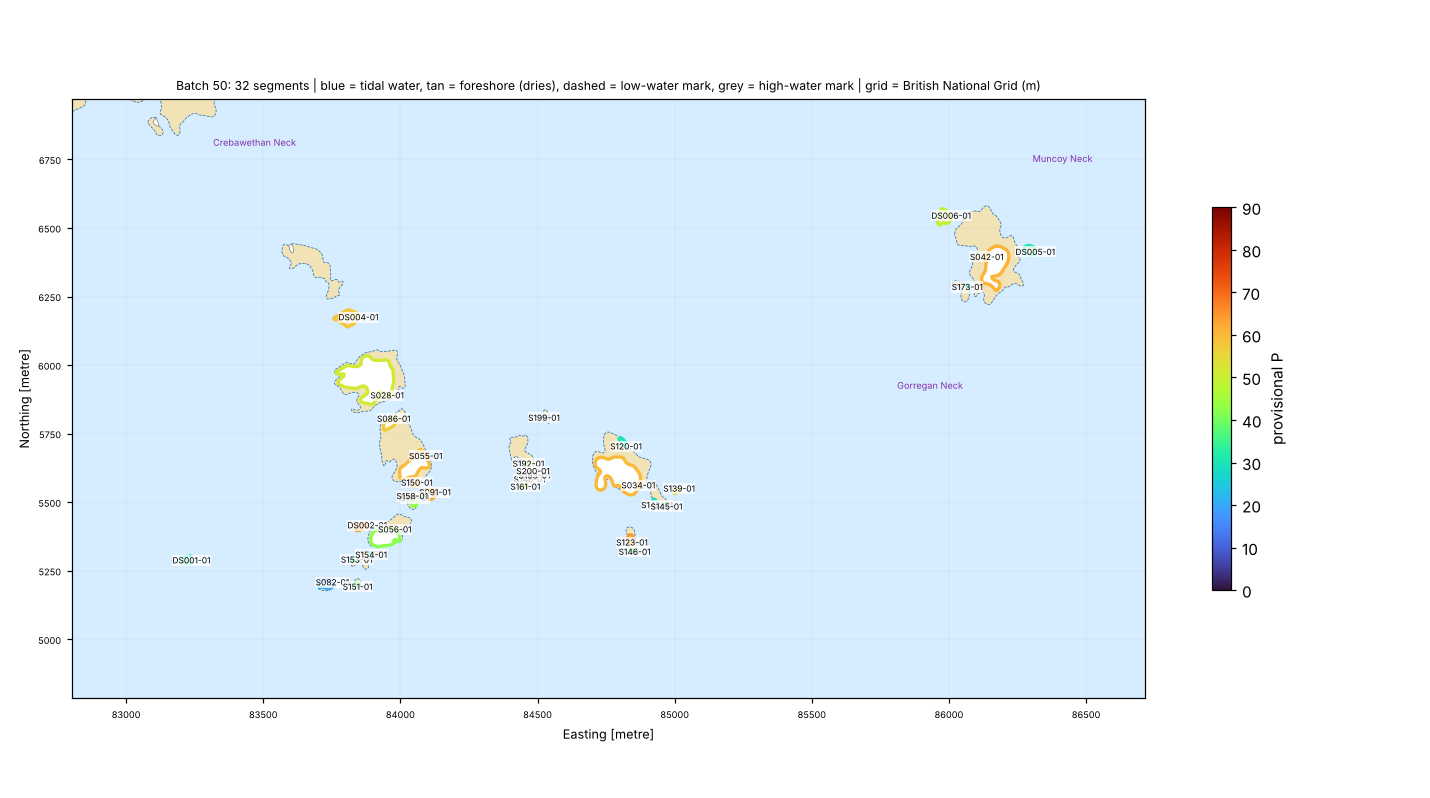 Batch 50: 32 segments | blue = tidal water, tan = foreshore (dries), dashed = low-water mark, grey = high-water mark | grid = British National Grid (m)
Crebawethan Neck
Muncoy Neck
Gorregan Neck
DS006-01
DS005-01
S042-01
S173-01
DS004-01
S028-01
S086-01
S199-01
S055-01
S120-01
S192-01
S200-01
S150-01
S161-01
S034-01
S139-01
S158-01
S091-01
S145-01
DS002-01
S056-01
S123-01
S146-01
S154-01
S153-01
DS001-01
S082-01
S151-01
6750
6500
6250
6000
5750
5500
5250
5000
Northing [metre]
83000
83500
84000
84500
85000
85500
86000
86500
Easting [metre]
90
80
70
60
50
40
30
20
10
0
provisional P